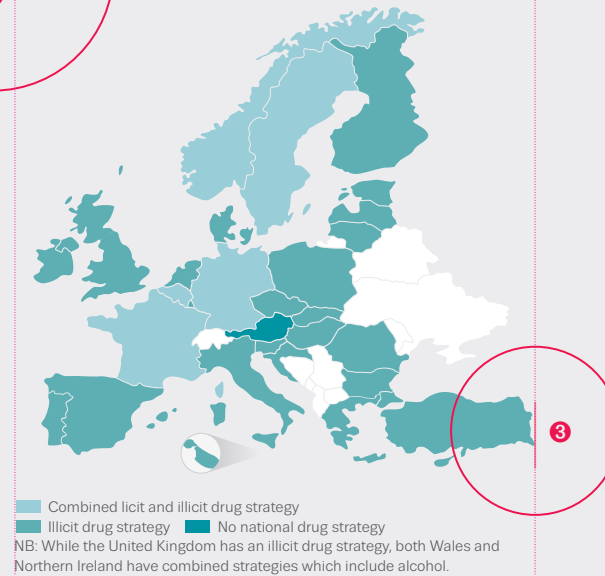 3
Combined licit and illicit drug strategy
Illicit drug strategy No national drug strategy
NB: While the United Kingdom has an illicit drug strategy, both Wales and
Northern Ireland have combined strategies which include alcohol.